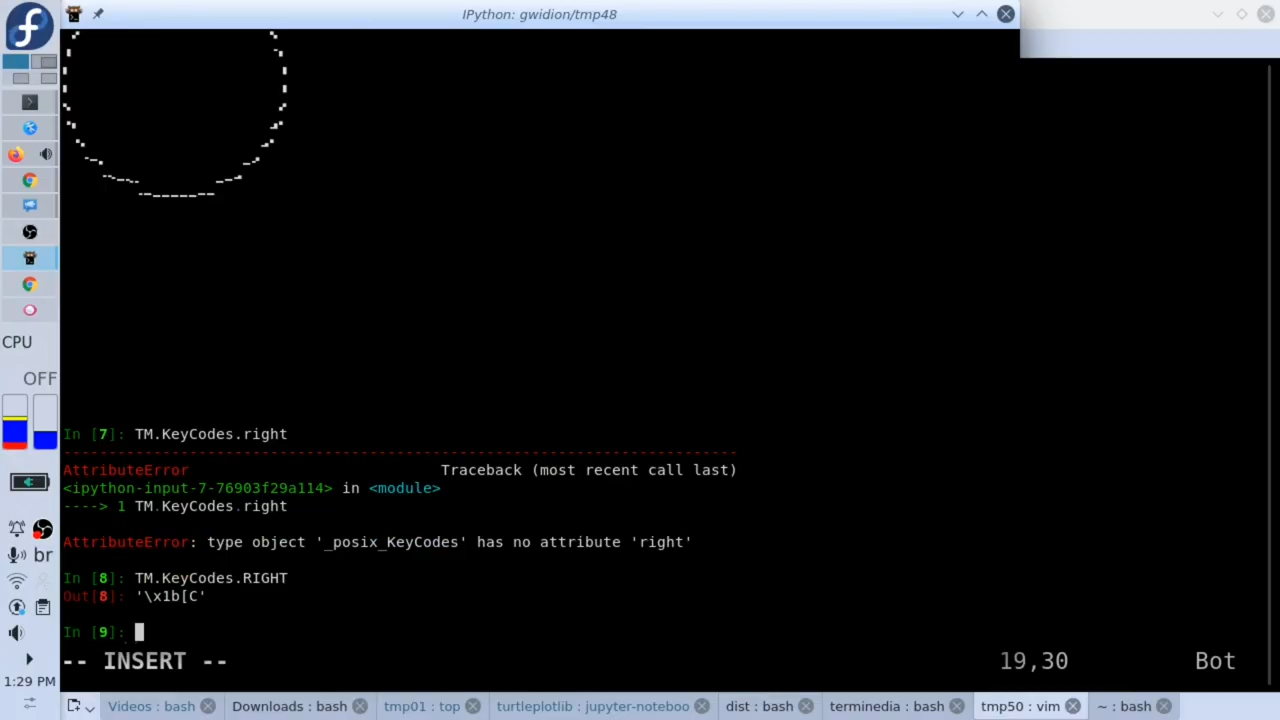 IPython: gwidion/tmp48
CPU
OFF
In [7]: TM.KeyCodes.right
---------------------------------------------------------------------------
AttributeError                            Traceback (most recent call last)
<ipython-input-7-76903f29a114> in <module>
----> 1 TM.KeyCodes.right
AttributeError: type object '_posix_KeyCodes' has no attribute 'right'
In [8]: TM.KeyCodes.RIGHT
Out[8]: '\x1b[C'
In [9]:
br
-- INSERT --
19,30
Bot
1:29 PM
Videos : bash
Downloads : bash
tmp01 : top
turtleplotlib : jupyter-noteboo
dist : bash
terminedia : bash
tmp50 : vim
~ : bash